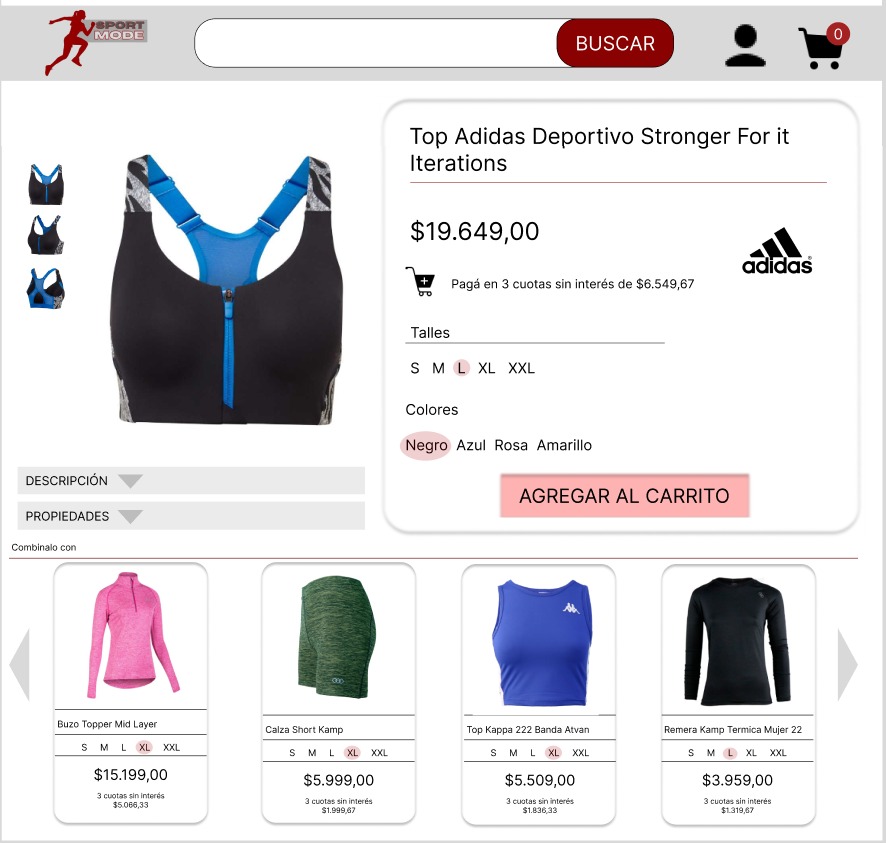 SPORT
MODE
BUSCAR
0
Top Adidas Deportivo Stronger For it
Iterations
$19.649,00
adidas
Pagá en 3 cuotas sin interés de $6.549,67
Talles
S M L XL XXL
Colores
Negro Azul Rosa Amarillo
AGREGAR AL CARRITO
DESCRIPCIÓN
PROPIEDADES
Combinalo con
Buzo Topper Mid Layer
S M L XL XXL
$15.199,00
3 cuotas sin interés
$5.066,33
Calza Short Kamp
S M L XL XXL
$5.999,00
3 cuotas sin interés
$1.999,67
Top Kappa 222 Banda Atvan
S M L XL XXL
$5.509,00
3 cuotas sin interés
$1.836,33
Remera Kamp Termica Mujer 22
S M L XL XXL
$3.959,00
3 cuotas sin interés
$1.319,67